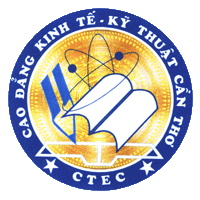 CAO ĐẲNG KINH TẾ - KỸ THUẬT CẦN THƠ
CTEC